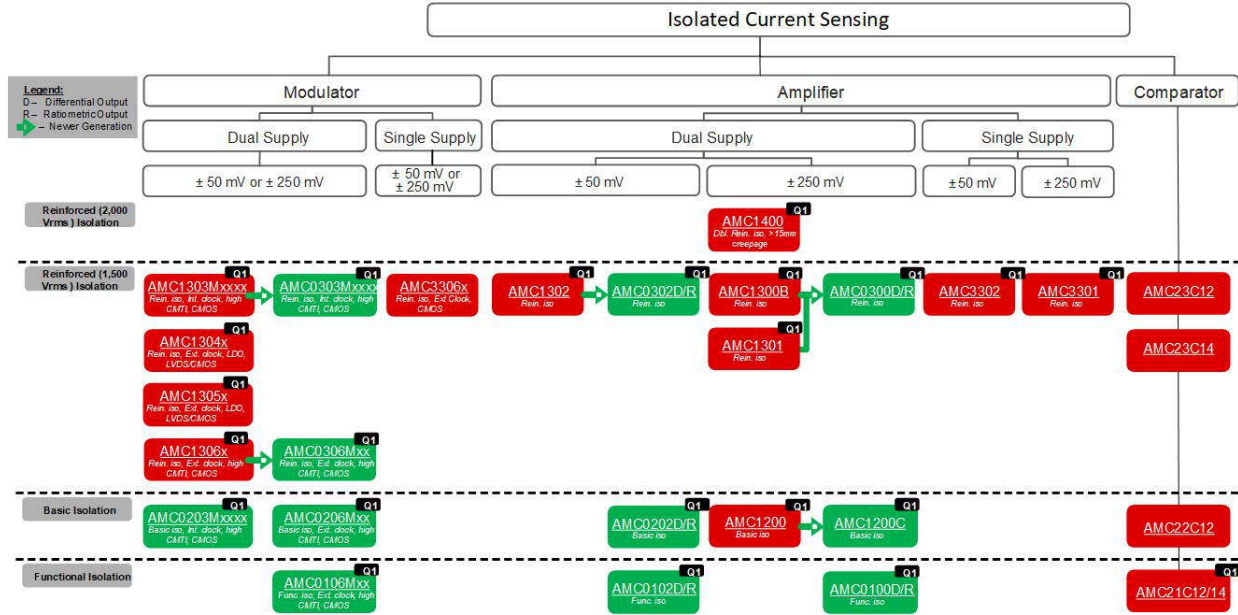 Isolated Current Sensing
Legend:
D – Differential Output
R – Ratiometric Output
– Newer Generation
Modulator
Amplifier
Comparator
Dual Supply
Single Supply
Dual Supply
Single Supply
± 50 mV or ± 250 mV
± 50 mV or
± 250 mV
± 50 mV
± 250 mV
± 50 mV
± 250 mV
Reinforced (2,000
Vrms ) Isolation
Q1
AMC1400
Dbl. Rein. iso, >15mm
creepage
Reinforced (1,500
Vrms ) Isolation
Q1
AMC1303Mxxxx
Rein, iso, Int. clock, high
CMTI, CMOS
Q1
AMC0303Mxxxx
Rein, iso, Int. clock, high
CMTI, CMOS
Q1
AMC3306x
Rein, iso, Ext Clock,
CMOS
Q1
AMC1302
Rein. iso
Q1
AMC0302D/R
Rein. iso
Q1
AMC1300B
Rein. iso
Q1
AMC0300D/R
Rein. iso
Q1
AMC3302
Rein. iso
Q1
AMC3301
Rein. iso
AMC23C12
Q1
AMC1304x
Rein iso, Ext. clock, LDO,
LVDS/CMOS
Q1
AMC1301
Rein. iso
AMC23C14
Q1
AMC1305x
Rein iso, Ext. clock, LDO,
LVDS/CMOS
Q1
AMC1306x
Rein. iso, Ext. clock, high
CMTI, CMOS
Q1
AMC0306Mxx
Rein. iso, Ext. clock, high
CMTI, CMOS
Basic Isolation
Q1
AMC0203Mxxxx
Basic iso, Int. clock, high
CMTI, CMOS
Q1
AMC0206Mxx
Basic iso, Ext. clock, high
CMTI, CMOS
Q1
AMC0202D/R
Basic iso
Q1
AMC1200
Basic iso
Q1
AMC1200C
Basic iso
AMC22C12
Functional Isolation
Q1
AMC0106Mxx
Func. iso, Ext. clock, high
CMTI, CMOS
Q1
AMC0102D/R
Func. iso
Q1
AMC0100D/R
Func. iso
Q1
AMC21C12/14